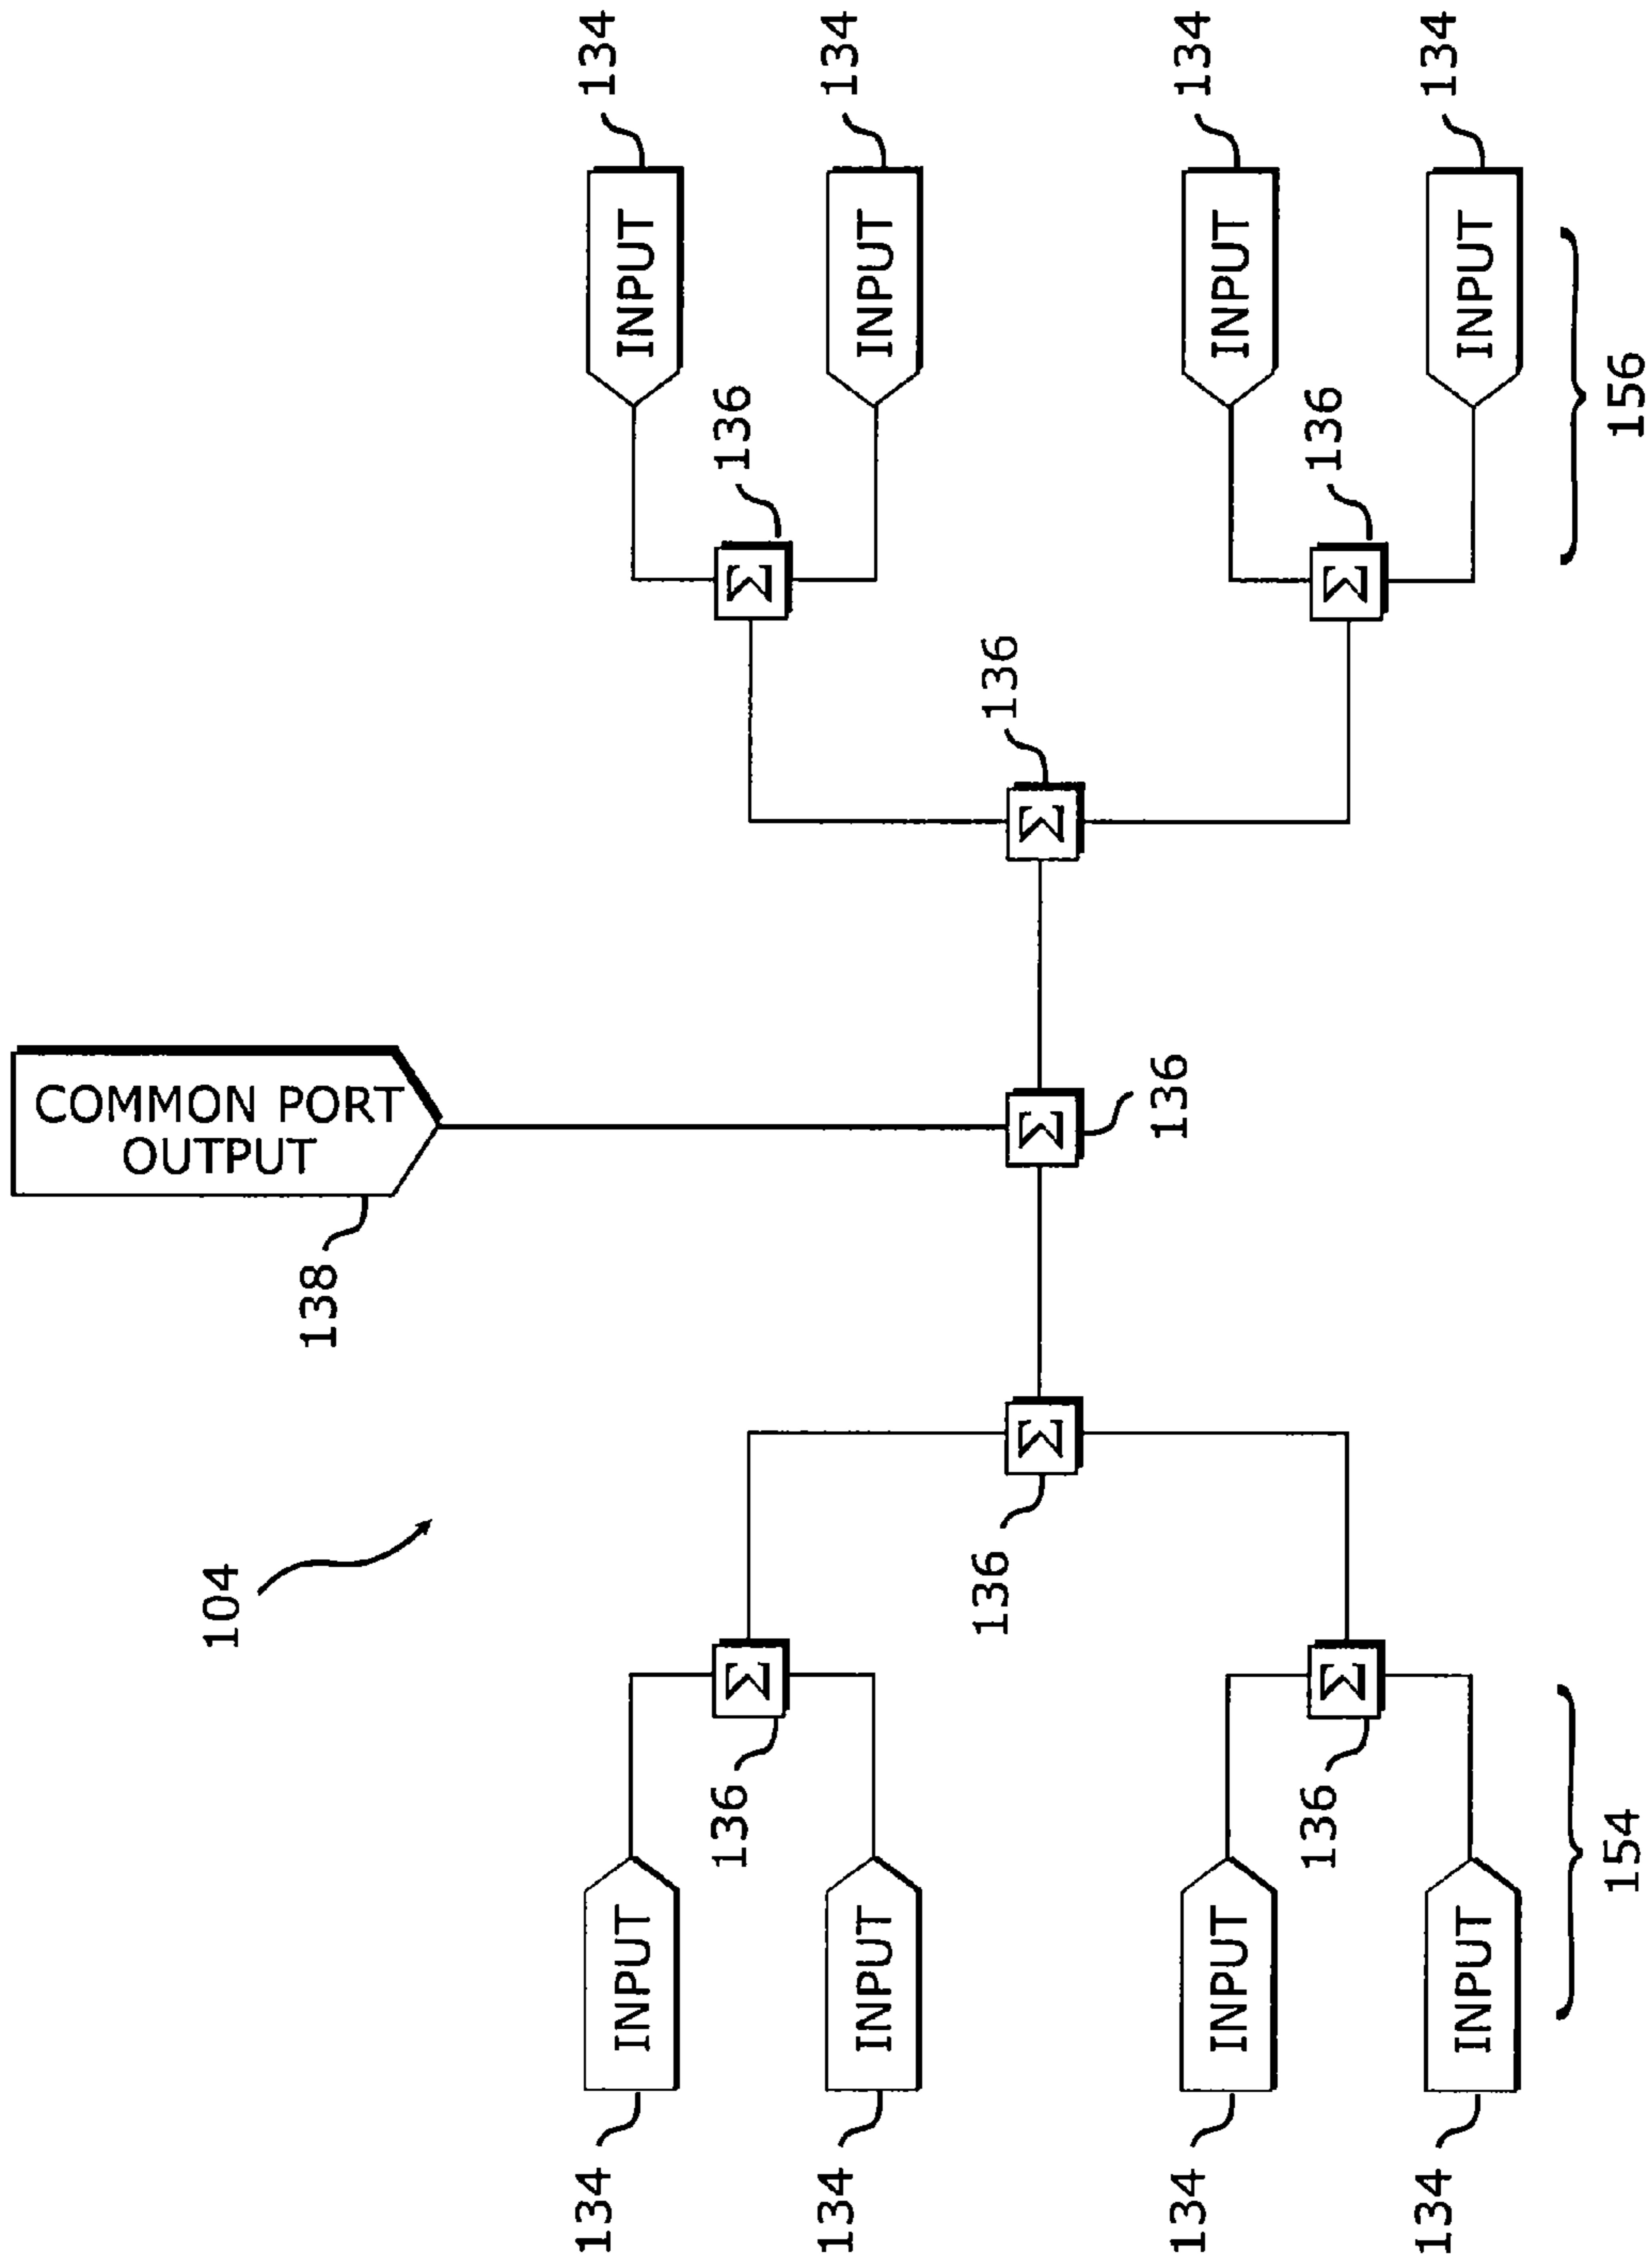 134
134
134
134
INPUT
INPUT
INPUT
INPUT
136
136
156
Σ
Σ
136
Σ
COMMON PORT
OUTPUT
Σ
136
138
Σ
136
104
Σ
Σ
136
136
154
INPUT
INPUT
INPUT
INPUT
134
134
134
134